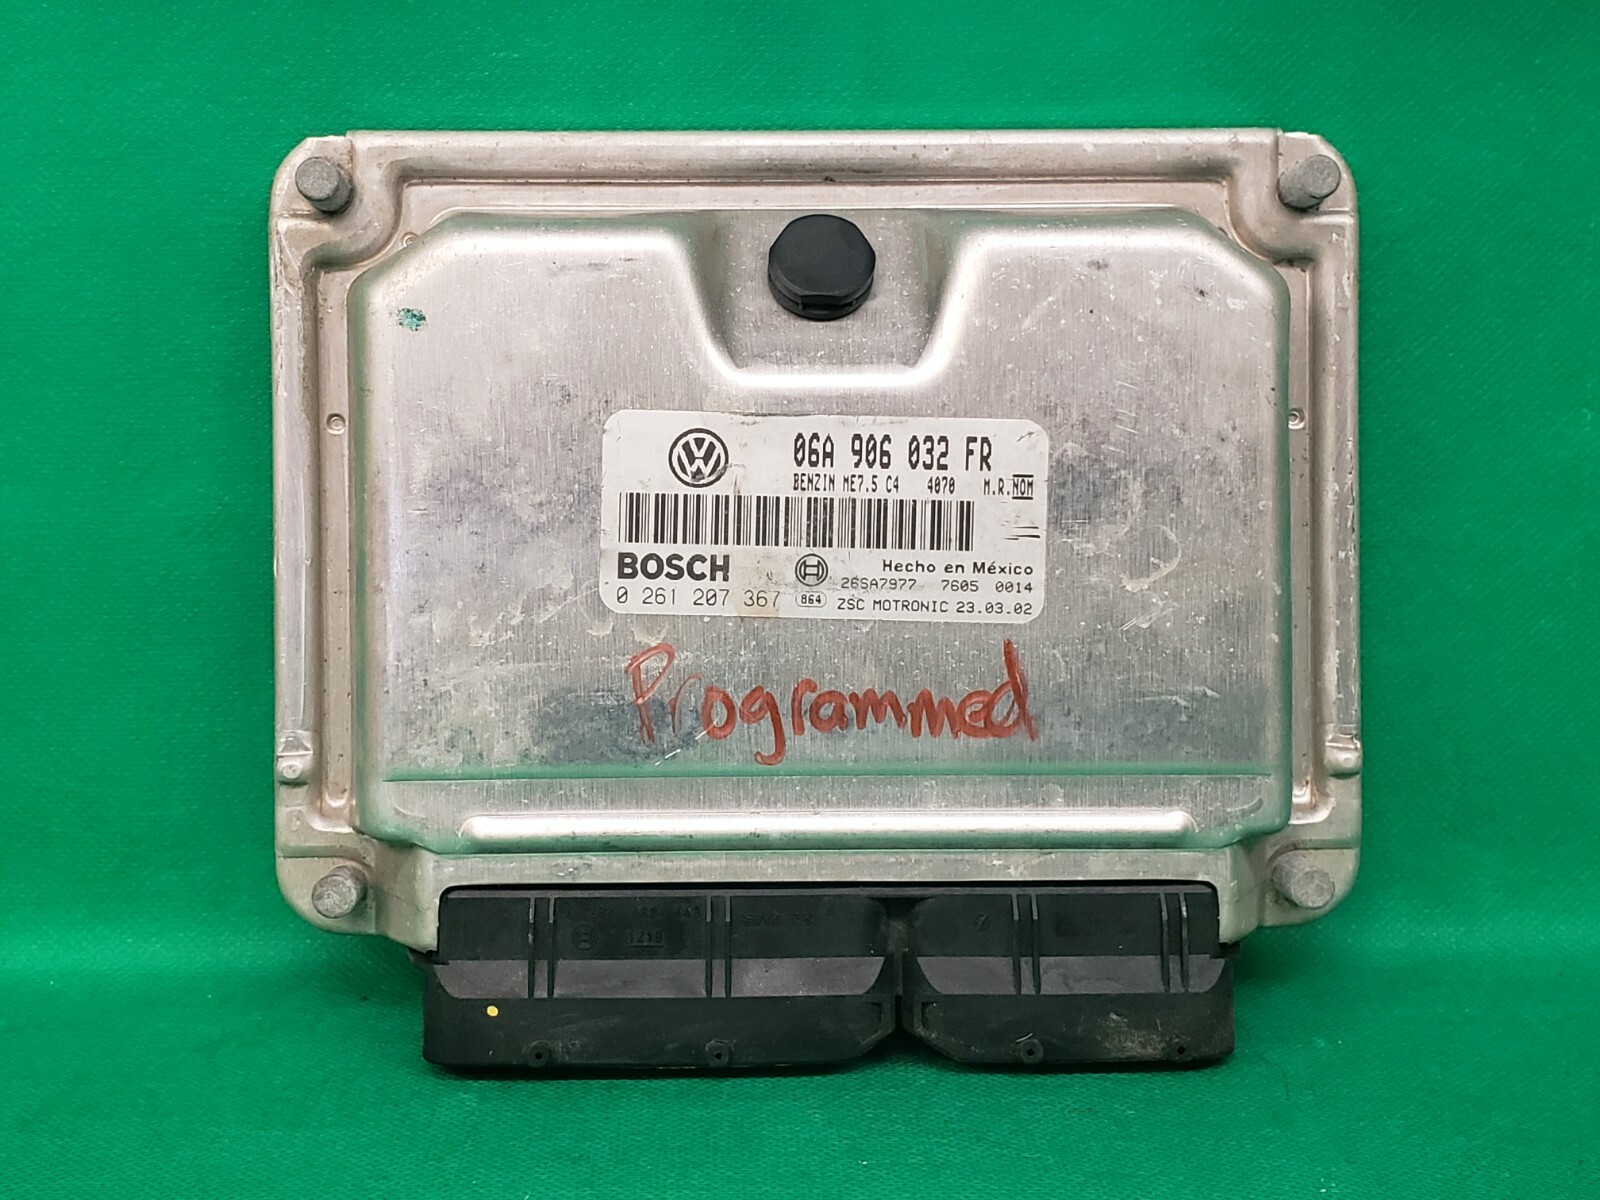 06A 906 032 FR
BENZIN ME7.5 C4 4070 M.R.NOM
BOSCH
Hecho en México
26SA7977 7605 0014
0 261 207 367 864 ZSC MOTRONIC 23.03.02
Programmed
1218